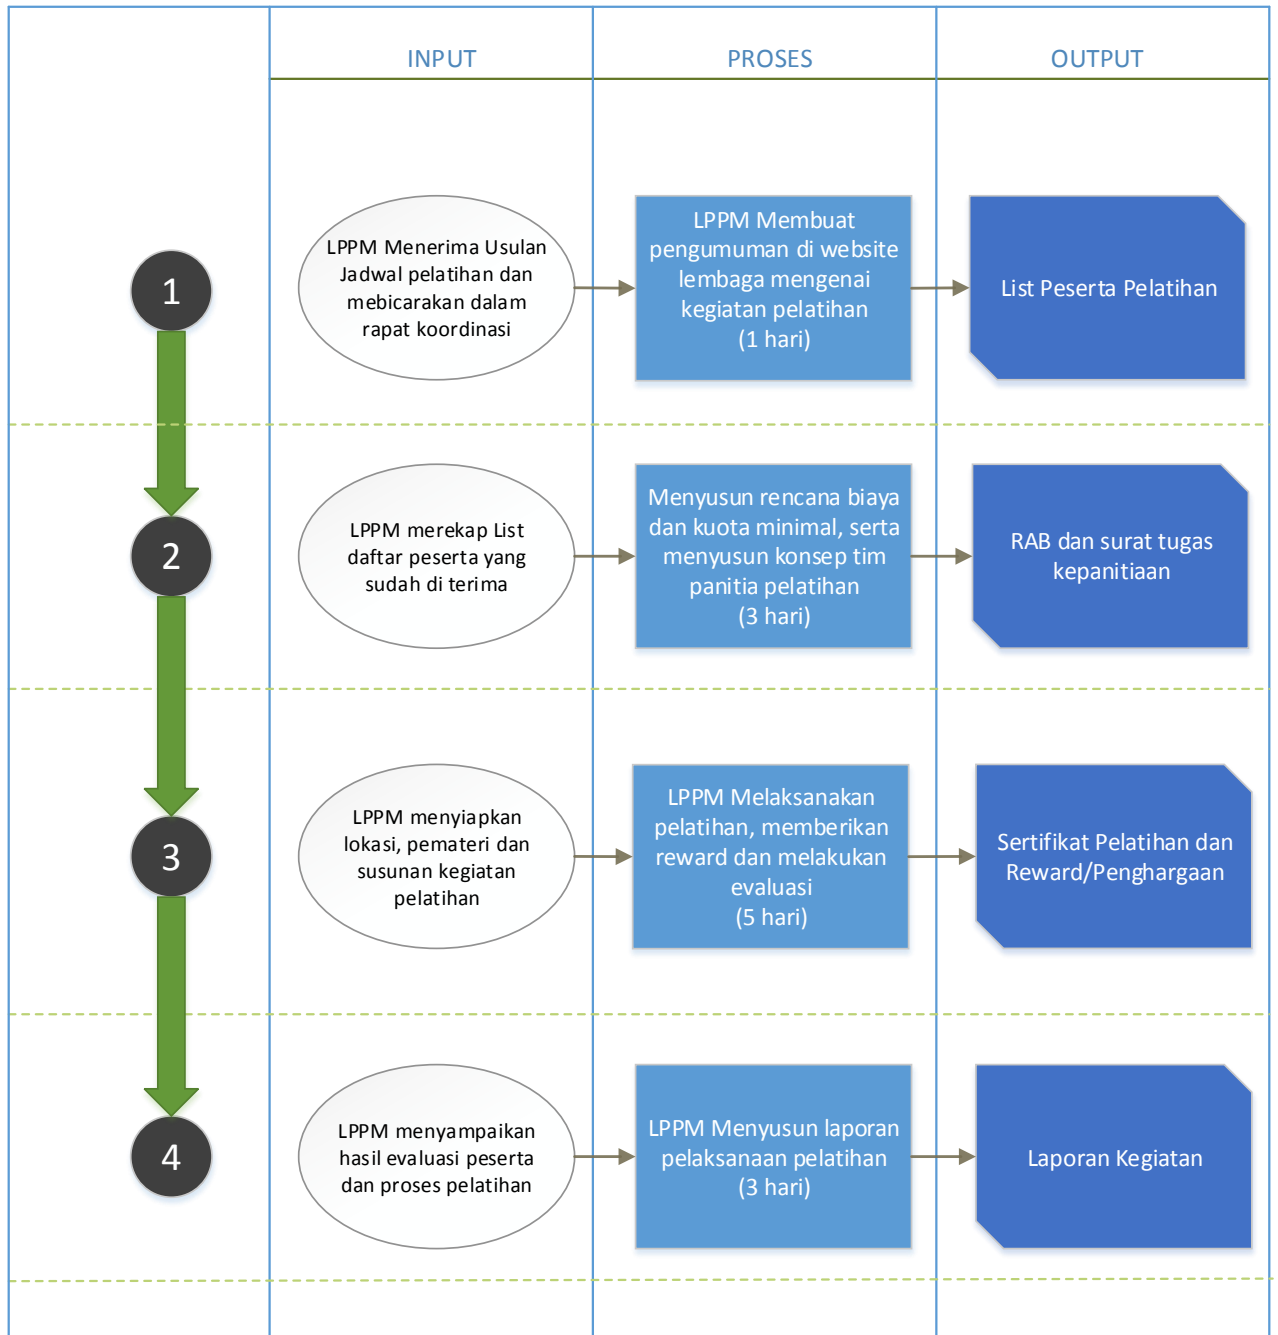 INPUT
PROSES
OUTPUT
1
LPPM Menerima Usulan
Jadwal pelatihan dan
mebicarakan dalam
rapat koordinasi
LPPM Membuat
pengumuman di website
lembaga mengenai
kegiatan pelatihan
(1 hari)
List Peserta Pelatihan
2
LPPM merekap List
daftar peserta yang
sudah di terima
Menyusun rencana biaya
dan kuota minimal, serta
menyusun konsep tim
panitia pelatihan
(3 hari)
RAB dan surat tugas
kepanitiaan
3
LPPM menyiapkan
lokasi, pemateri dan
susunan kegiatan
pelatihan
LPPM Melaksanakan
pelatihan, memberikan
reward dan melakukan
evaluasi
(5 hari)
Sertifikat Pelatihan dan
Reward/Penghargaan
4
LPPM menyampaikan
hasil evaluasi peserta
dan proses pelatihan
LPPM Menyusun laporan
pelaksanaan pelatihan
(3 hari)
Laporan Kegiatan